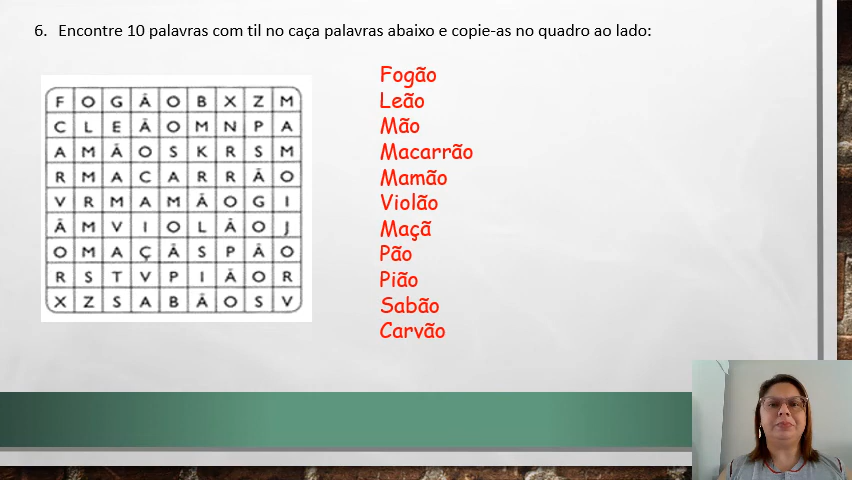 6. Encontre 10 palavras com til no caça palavras abaixo e copie-as no quadro ao lado:
F O G Ã O B X Z M
C L E Ã O M N P A
A M Ã O S K R S M
R M A C A R R Ã O
V R M A M Ã O G I
Ã M V I O L Ã O J
O M A Ç Ã S P Ã O
R S T V P I Ã O R
X Z S A B Ã O S V
Fogão
Leão
Mão
Macarrão
Mamão
Violão
Maçã
Pão
Pião
Sabão
Carvão